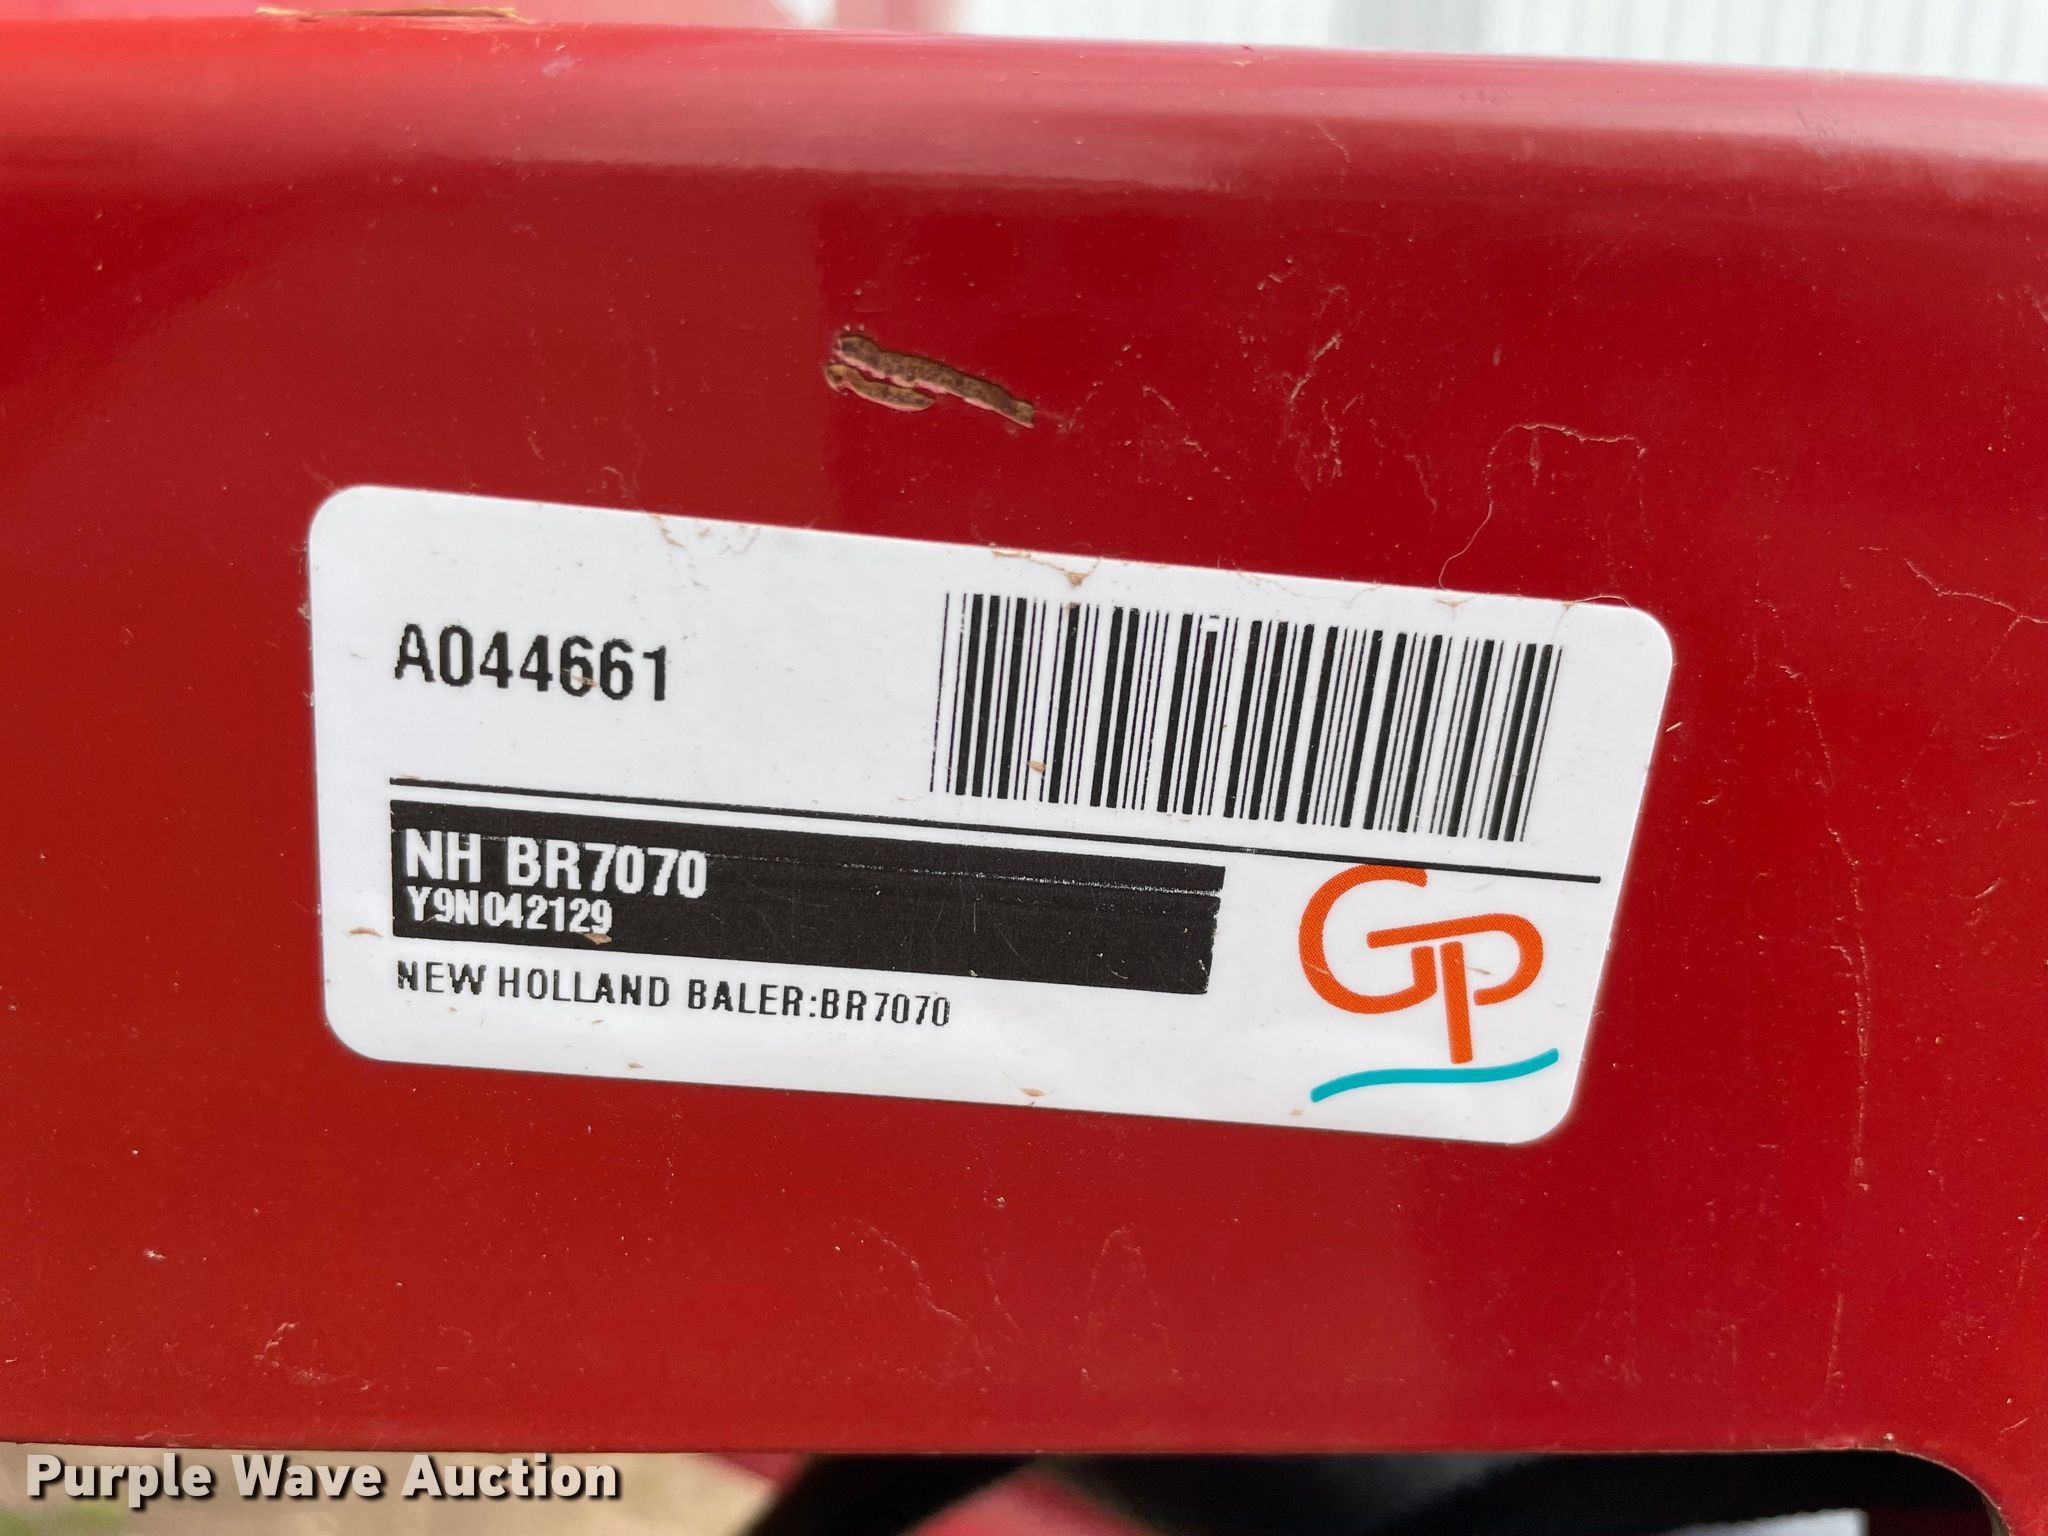 A044661
NH BR7070
Y9N042129
NEW HOLLAND BALER:BR7070
GP
Purple Wave Auction